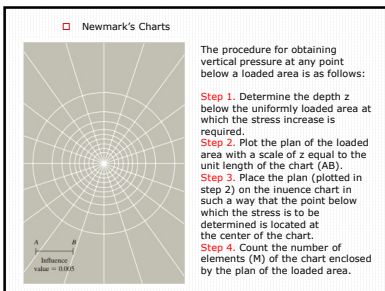 Newmark's Charts
The procedure for obtaining
vertical pressure at any point
below a loaded area is as follows:
Step 1. Determine the depth z
below the uniformly loaded area at
which the stress increase is
required.
Step 2. Plot the plan of the loaded
area with a scale of z equal to the
unit length of the chart (AB).
Step 3. Place the plan (plotted in
step 2) on the inuence chart in
such a way that the point below
which the stress is to be
determined is located at
the center of the chart.
Step 4. Count the number of
elements (M) of the chart enclosed
by the plan of the loaded area.
A B
Influence
value = 0.005